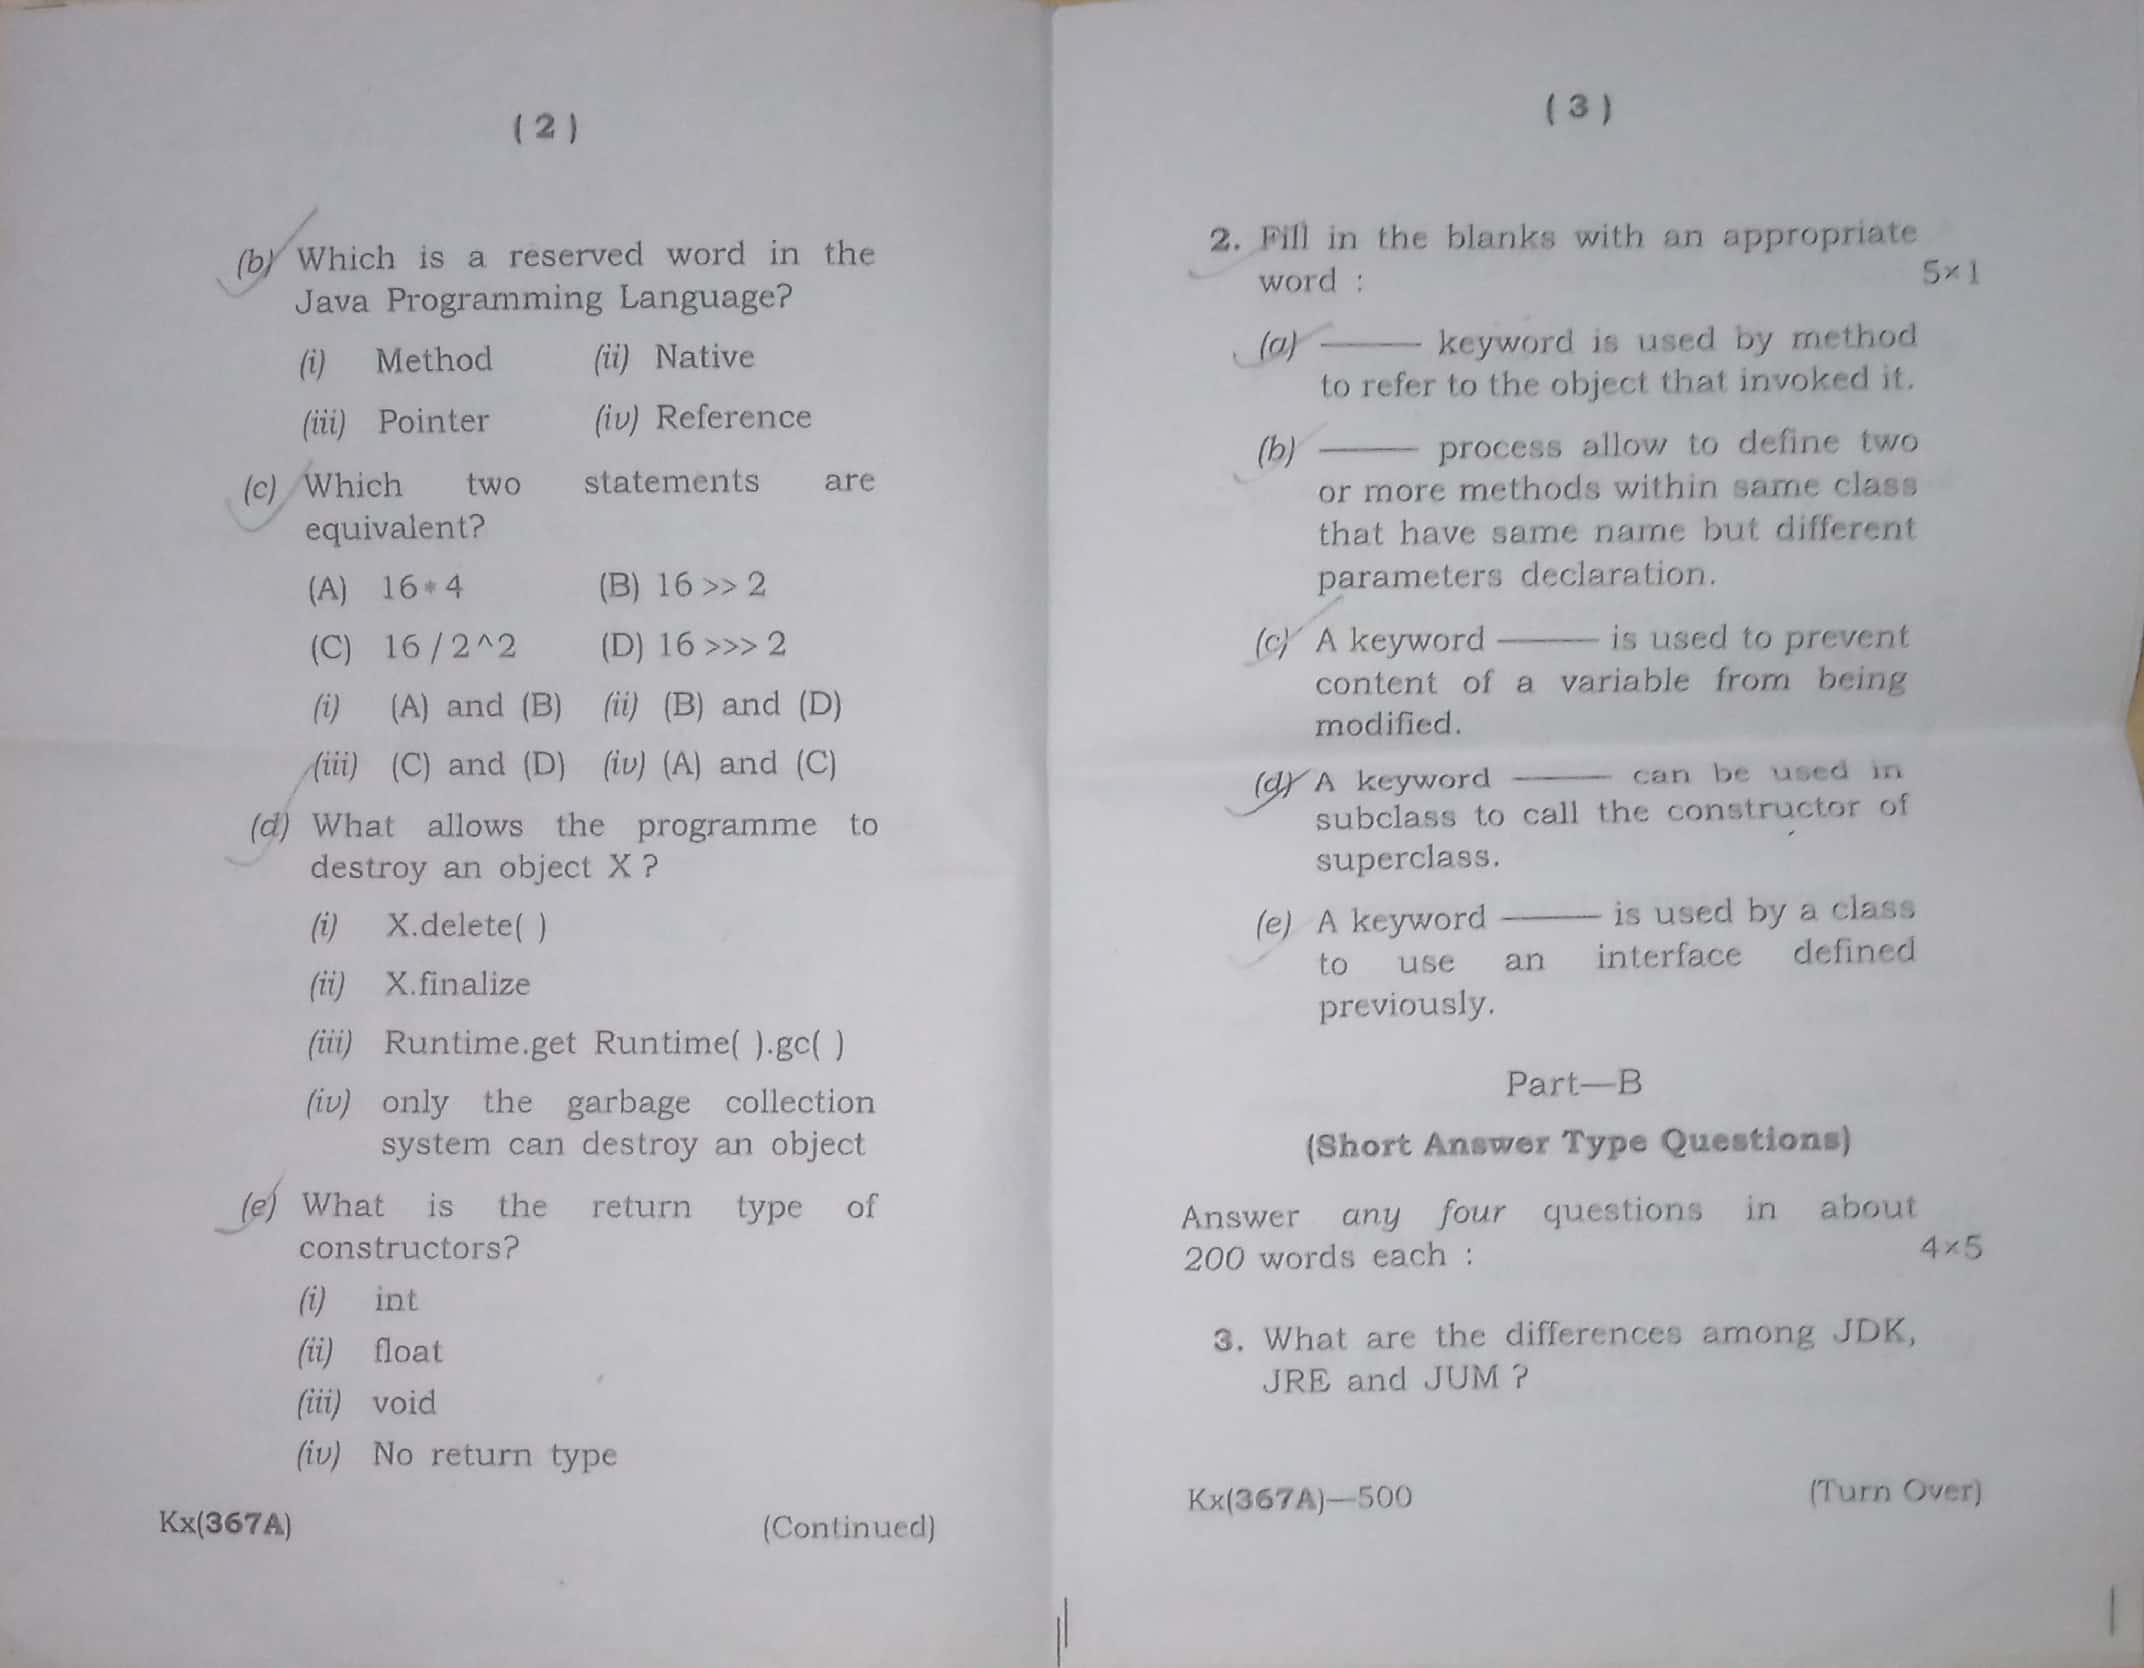 ( 2 )
(b) Which is a reserved word in the
Java Programming Language?
(i) Method (ii) Native
(iii) Pointer (iv) Reference
(c) Which two statements are
equivalent?
(A) 16 * 4 (B) 16 >> 2
(C) 16 / 2 ^ 2 (D) 16 >>> 2
(i) (A) and (B) (ii) (B) and (D)
(iii) (C) and (D) (iv) (A) and (C)
(d) What allows the programme to
destroy an object X ?
(i) X.delete( )
(ii) X.finalize
(iii) Runtime.get Runtime( ).gc( )
(iv) only the garbage collection
system can destroy an object
(e) What is the return type of
constructors?
(i) int
(ii) float
(iii) void
(iv) No return type
Kx(367A) (Continued)
( 3 )
2. Fill in the blanks with an appropriate
word : 5×1
(a) ——— keyword is used by method
to refer to the object that invoked it.
(b) ——— process allow to define two
or more methods within same class
that have same name but different
parameters declaration.
(c) A keyword ——— is used to prevent
content of a variable from being
modified.
(d) A keyword ——— can be used in
subclass to call the constructor of
superclass.
(e) A keyword ——— is used by a class
to use an interface defined
previously.
Part—B
(Short Answer Type Questions)
Answer any four questions in about
200 words each : 4×5
3. What are the differences among JDK,
JRE and JUM ?
Kx(367A)—500 (Turn Over)